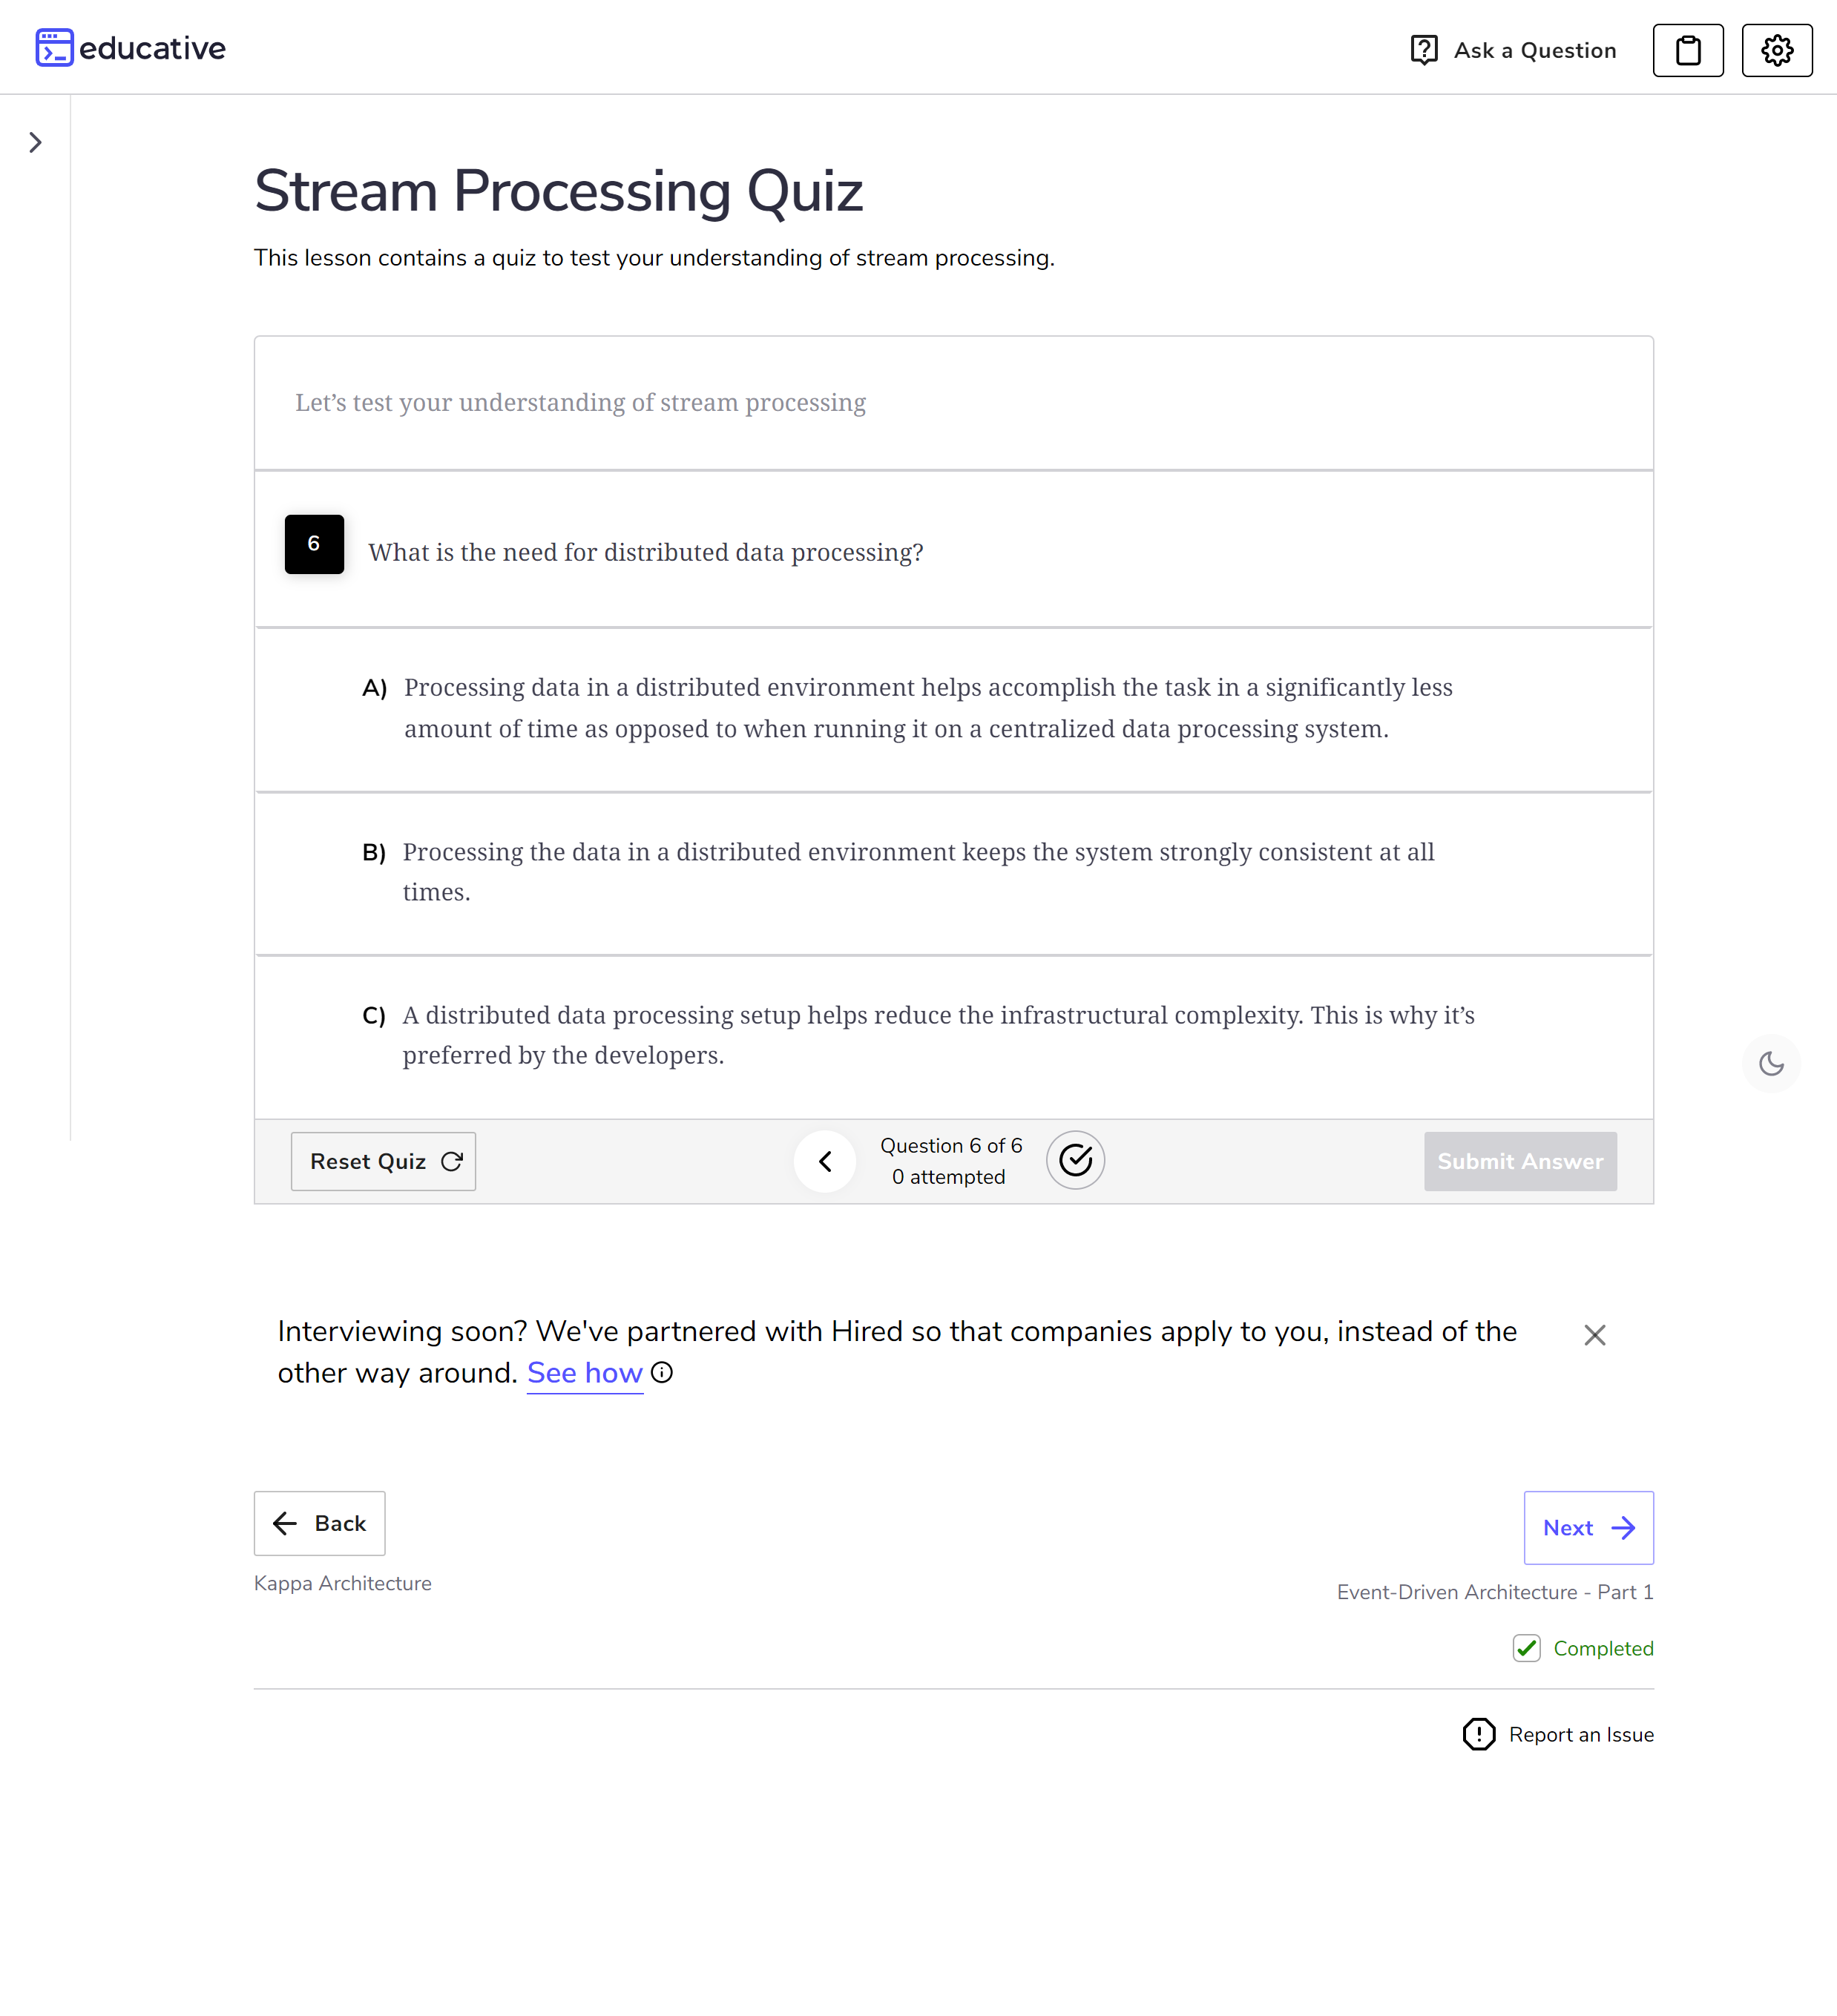 educative
Ask a Question
Stream Processing Quiz
This lesson contains a quiz to test your understanding of stream processing.
Let’s test your understanding of stream processing
6
What is the need for distributed data processing?
A) Processing data in a distributed environment helps accomplish the task in a significantly less
amount of time as opposed to when running it on a centralized data processing system.
B) Processing the data in a distributed environment keeps the system strongly consistent at all
times.
C) A distributed data processing setup helps reduce the infrastructural complexity. This is why it’s
preferred by the developers.
Reset Quiz
Question 6 of 6
0 attempted
Submit Answer
Interviewing soon? We've partnered with Hired so that companies apply to you, instead of the
other way around. See how
Back
Next
Kappa Architecture
Event-Driven Architecture - Part 1
Completed
Report an Issue